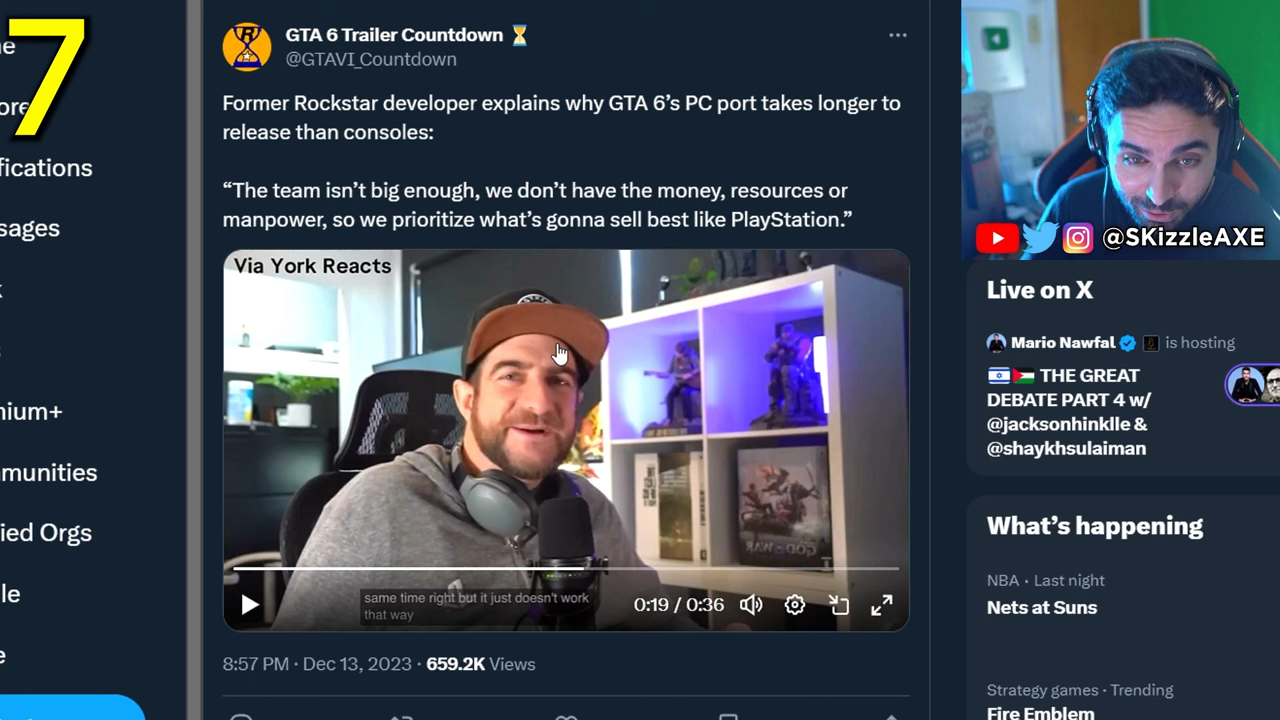 7
fications
sages
mium+
munities
ied Orgs
GTA 6 Trailer Countdown ⏳
@GTAVI_Countdown
Former Rockstar developer explains why GTA 6’s PC port takes longer to
release than consoles:
“The team isn’t big enough, we don’t have the money, resources or
manpower, so we prioritize what’s gonna sell best like PlayStation.”
Via York Reacts
GOD WAR
same time right but it just doesn't work
that way
0:19 / 0:36
8:57 PM · Dec 13, 2023 · 659.2K Views
@SKizzleAXE
Live on X
Mario Nawfal is hosting
🇮🇱🇵🇸 THE GREAT
DEBATE PART 4 w/
@jacksonhinklle &
@shaykhsulaiman
What’s happening
NBA · Last night
Nets at Suns
Strategy games · Trending
Fire Emblem